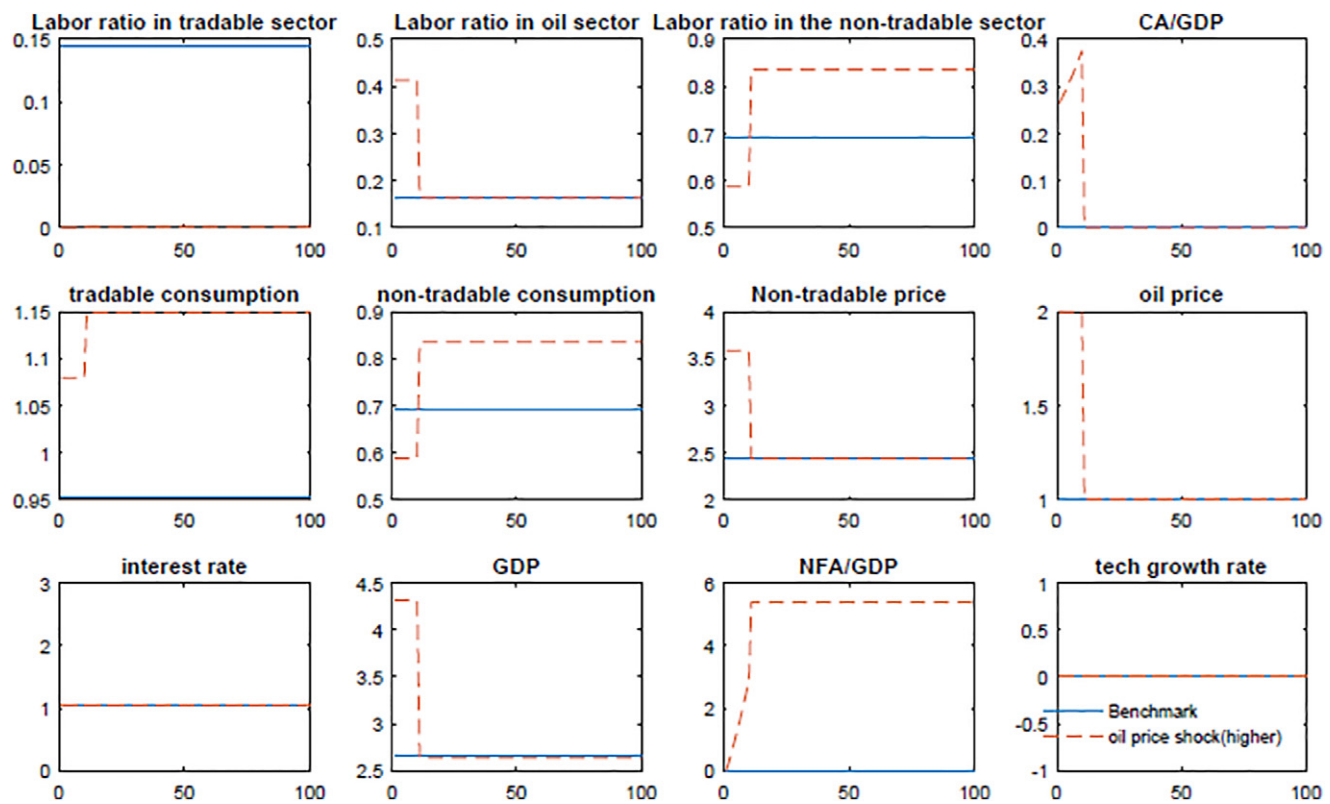 Labor ratio in tradable sector
0.15
0.1
0.05
0
0 50 100
Labor ratio in oil sector
0.5
0.4
0.3
0.2
0.1
0 50 100
Labor ratio in the non-tradable sector
0.9
0.8
0.7
0.6
0.5
0 50 100
CA/GDP
0.4
0.3
0.2
0.1
0
0 50 100
tradable consumption
1.15
1.1
1.05
1
0.95
0 50 100
non-tradable consumption
0.9
0.8
0.7
0.6
0.5
0 50 100
Non-tradable price
4
3.5
3
2.5
2
0 50 100
oil price
2
1.5
1
0 50 100
interest rate
3
2
1
0
0 50 100
GDP
4.5
4
3.5
3
2.5
0 50 100
NFA/GDP
6
4
2
0
0 50 100
tech growth rate
1
0.5
0
-0.5
-1
0 50 100
Benchmark
oil price shock(higher)